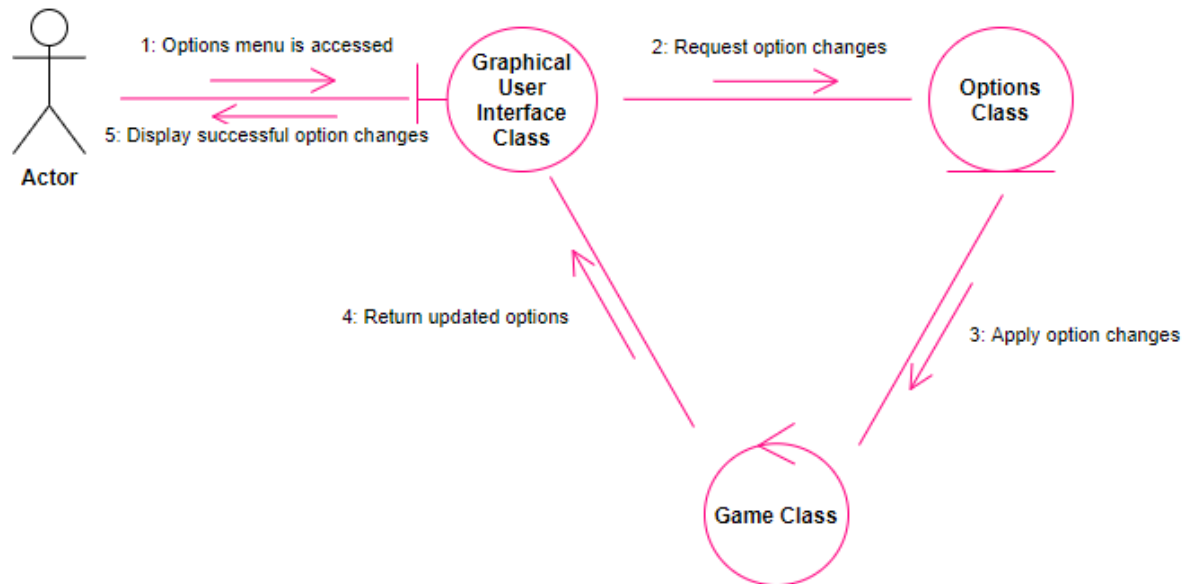 1: Options menu is accessed
2: Request option changes
Graphical
User
Interface
Class
Options
Class
5: Display successful option changes
Actor
4: Return updated options
3: Apply option changes
Game Class